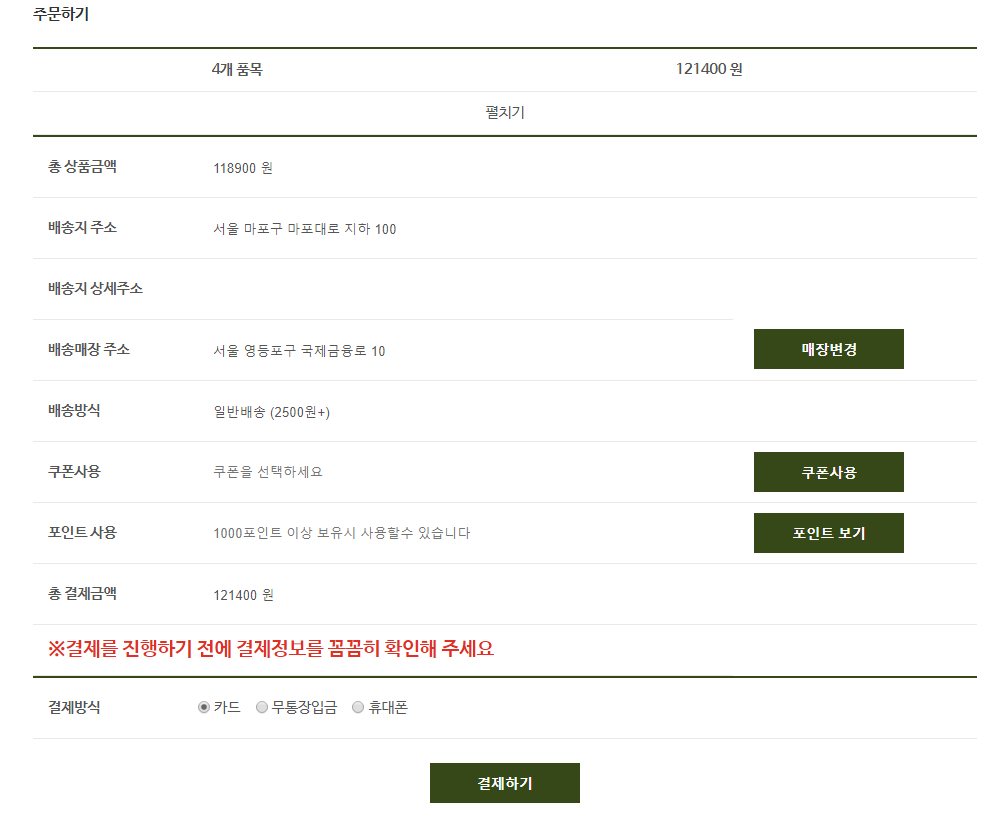 주문하기
4개 품목 121400 원
펼치기
총 상품금액 118900 원
배송지 주소 서울 마포구 마포대로 지하 100
배송지 상세주소
배송매장 주소 서울 영등포구 국제금융로 10 매장변경
배송방식 일반배송 (2500원+)
쿠폰사용 쿠폰을 선택하세요 쿠폰사용
포인트 사용 1000포인트 이상 보유시 사용할수 있습니다 포인트 보기
총 결제금액 121400 원
※결제를 진행하기 전에 결제정보를 꼼꼼히 확인해 주세요
결제방식 카드 무통장입금 휴대폰
결제하기